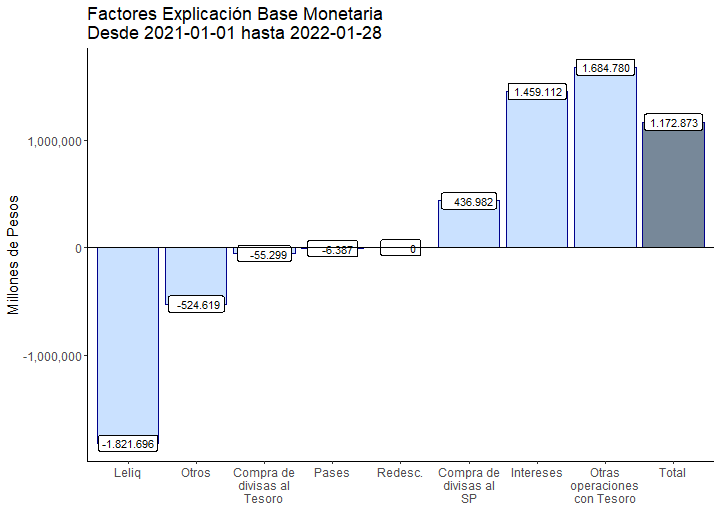 Factores Explicación Base Monetaria
Desde 2021-01-01 hasta 2022-01-28
Millones de Pesos
1,000,000
0
-1,000,000
-1.821.696
-524.619
-55.299
-6.387
0
436.982
1.459.112
1.684.780
1.172.873
Leliq
Otros
Compra de
divisas al
Tesoro
Pases
Redesc.
Compra de
divisas al
SP
Intereses
Otras
operaciones
con Tesoro
Total